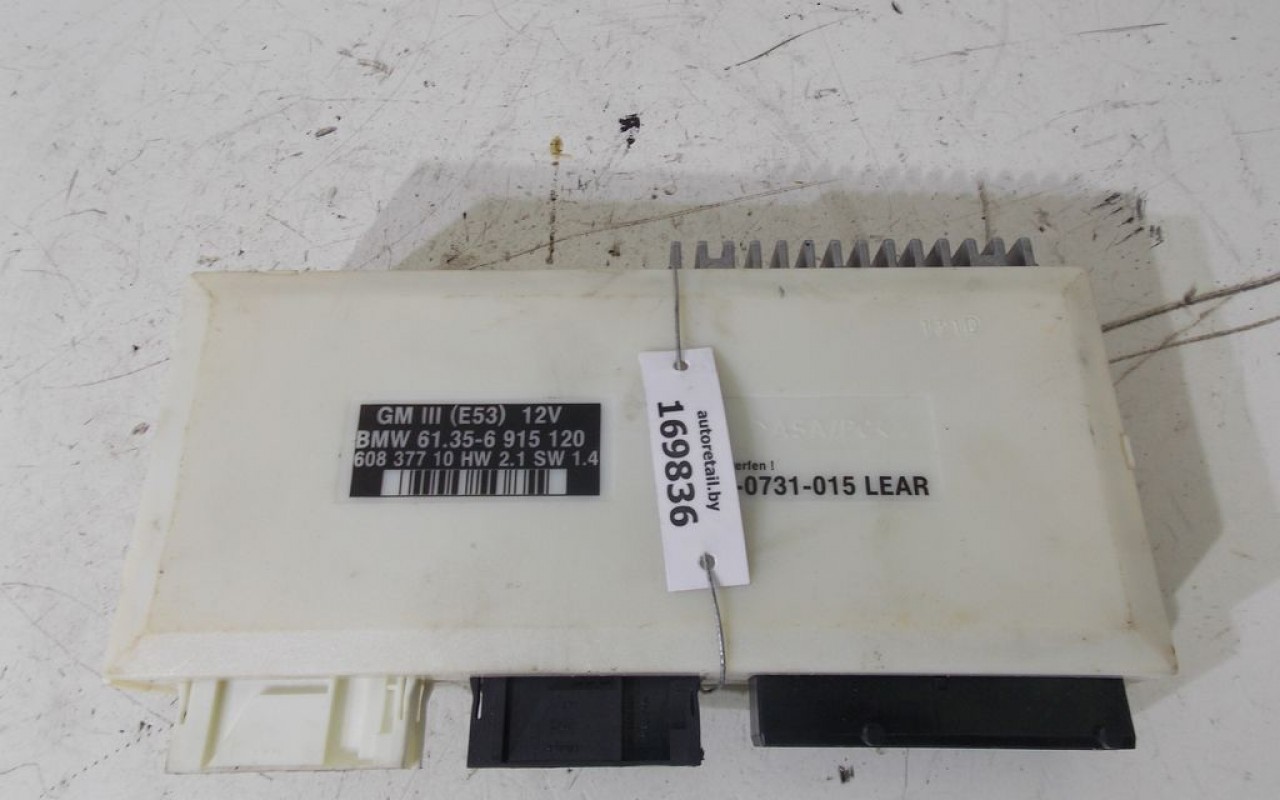 GM III (E53) 12V
BMW 61.35-6 915 120
608 377 10 HW 2.1 SW 1.4
autoretail.by
169836
erfen !
-0731-015 LEAR